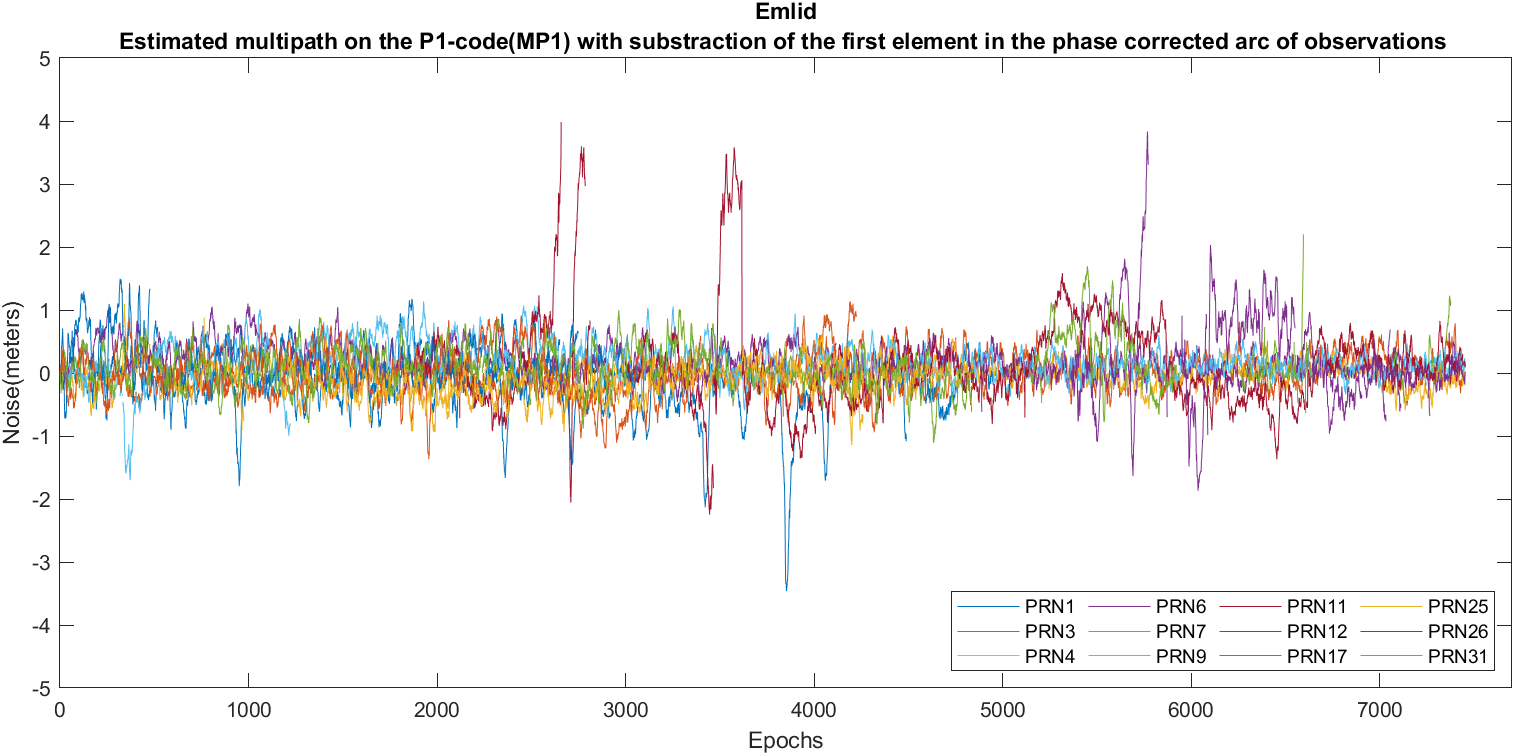 Emlid
Estimated multipath on the P1-code(MP1) with substraction of the first element in the phase corrected arc of observations
5
4
3
2
1
0
-1
-2
-3
-4
-5
Noise(meters)
0 1000 2000 3000 4000 5000 6000 7000
Epochs
PRN1 PRN6 PRN11 PRN25
PRN3 PRN7 PRN12 PRN26
PRN4 PRN9 PRN17 PRN31